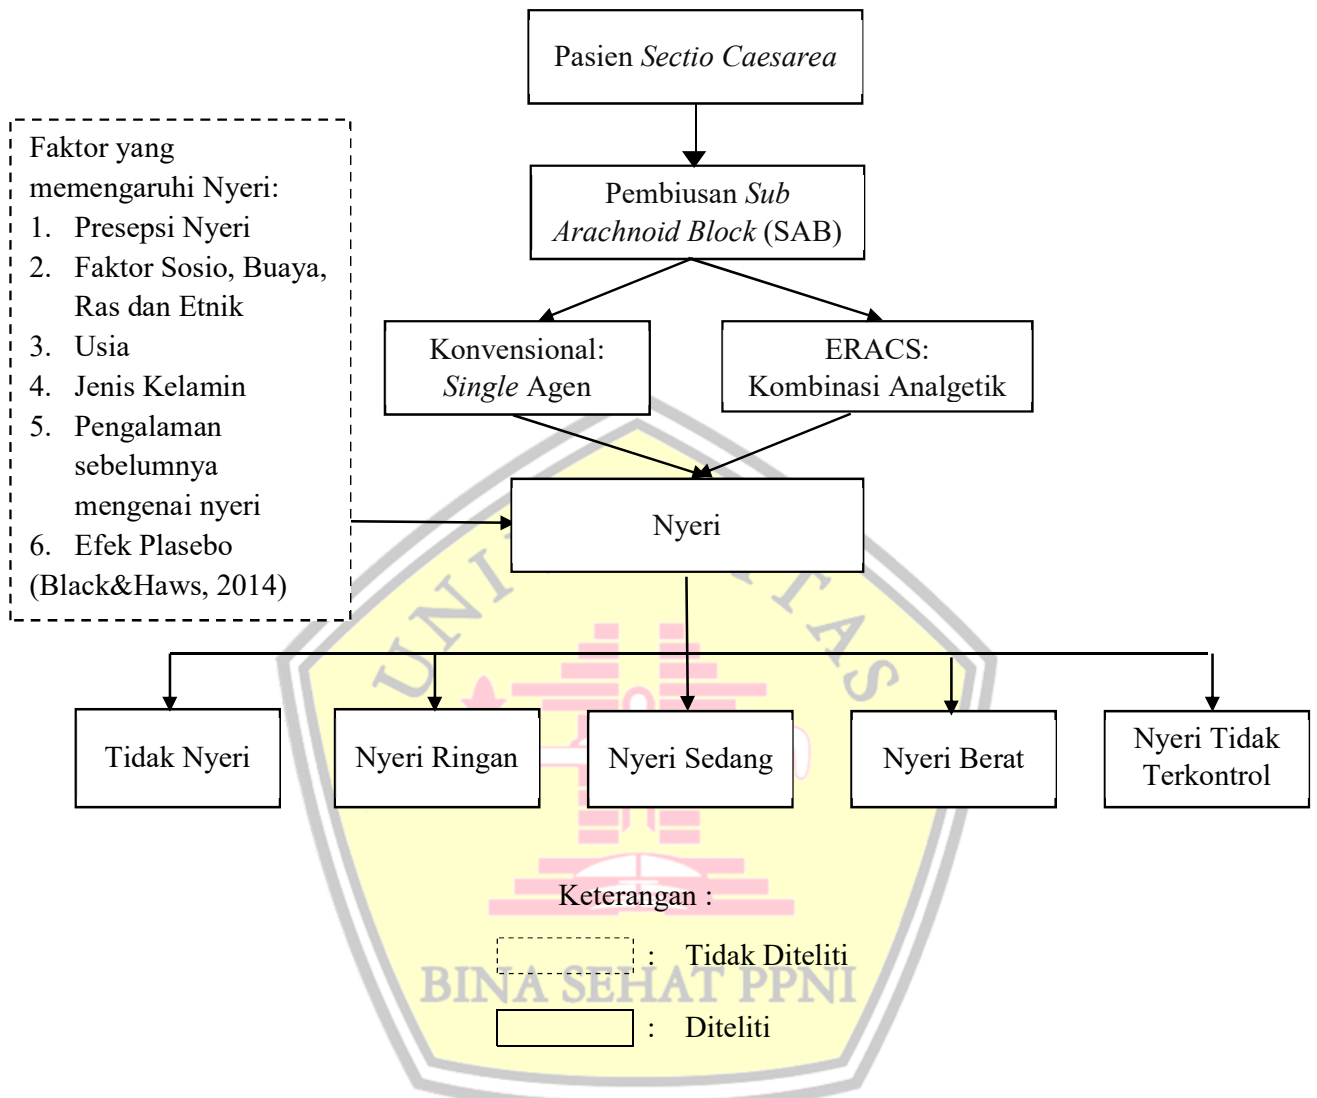 Pasien Sectio Caesarea
Faktor yang
memengaruhi Nyeri:
1. Presepsi Nyeri
2. Faktor Sosio, Buaya,
Ras dan Etnik
3. Usia
4. Jenis Kelamin
5. Pengalaman
sebelumnya
mengenai nyeri
6. Efek Plasebo
(Black&Haws, 2014)
Pembiusan Sub
Arachnoid Block (SAB)
Konvensional:
Single Agen
ERACS:
Kombinasi Analgetik
Nyeri
Tidak Nyeri
Nyeri Ringan
Nyeri Sedang
Nyeri Berat
Nyeri Tidak
Terkontrol
Keterangan :
: Tidak Diteliti
: Diteliti
BINA SEHAT PPNI